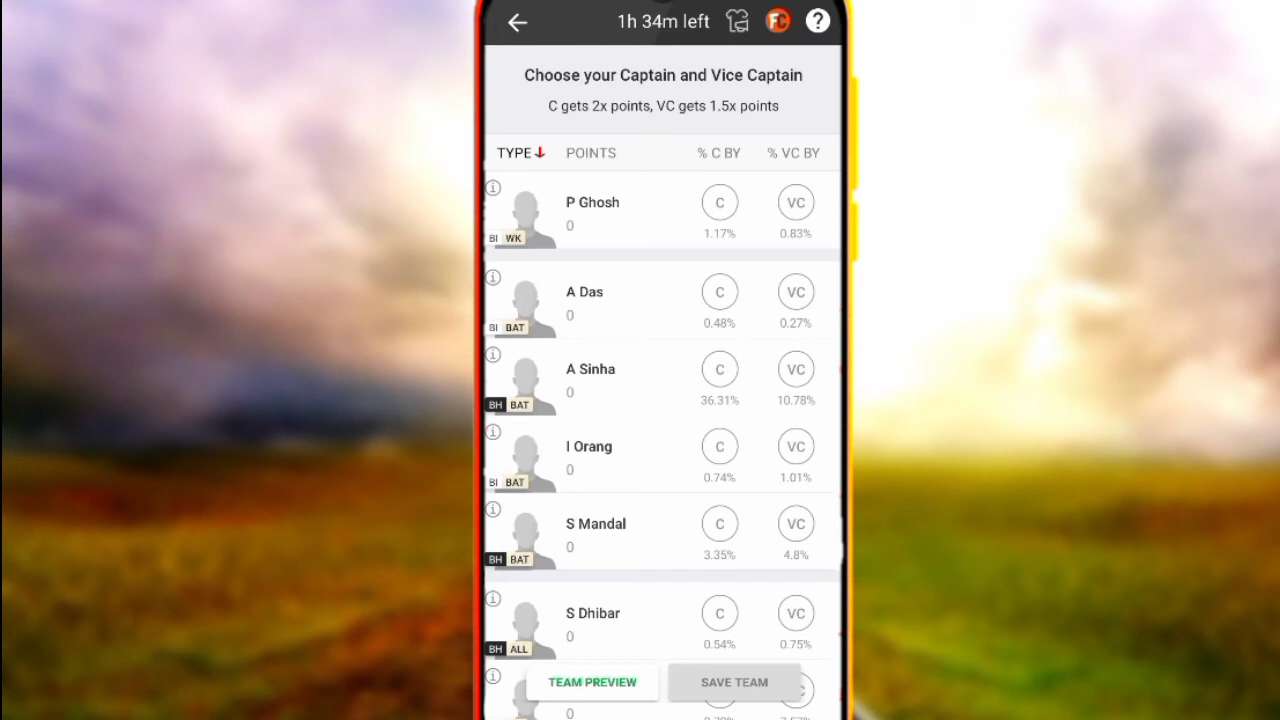 1h 34m left FC ?
Choose your Captain and Vice Captain
C gets 2x points, VC gets 1.5x points
TYPE POINTS % C BY % VC BY
P Ghosh C VC
0 1.17% 0.83%
BI WK
A Das C VC
0 0.48% 0.27%
BI BAT
A Sinha C VC
0 36.31% 10.78%
BH BAT
I Orang C VC
0 0.74% 1.01%
BI BAT
S Mandal C VC
0 3.35% 4.8%
BH BAT
S Dhibar C VC
0 0.54% 0.75%
BH ALL
TEAM PREVIEW SAVE TEAM
0